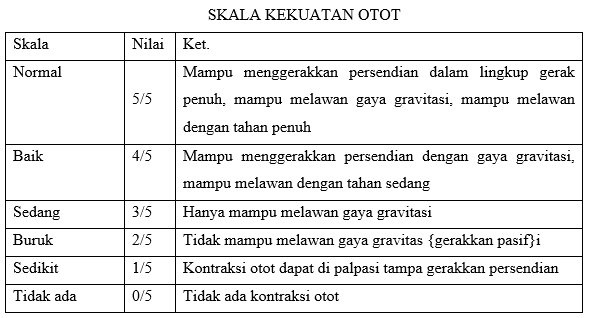 SKALA KEKUATAN OTOT
Skala Nilai Ket.
Normal 5/5 Mampu menggerakkan persendian dalam lingkup gerak
penuh, mampu melawan gaya gravitasi, mampu melawan
dengan tahan penuh
Baik 4/5 Mampu menggerakkan persendian dengan gaya gravitasi,
mampu melawan dengan tahan sedang
Sedang 3/5 Hanya mampu melawan gaya gravitasi
Buruk 2/5 Tidak mampu melawan gaya gravitas {gerakkan pasif}i
Sedikit 1/5 Kontraksi otot dapat di palpasi tampa gerakkan persendian
Tidak ada 0/5 Tidak ada kontraksi otot